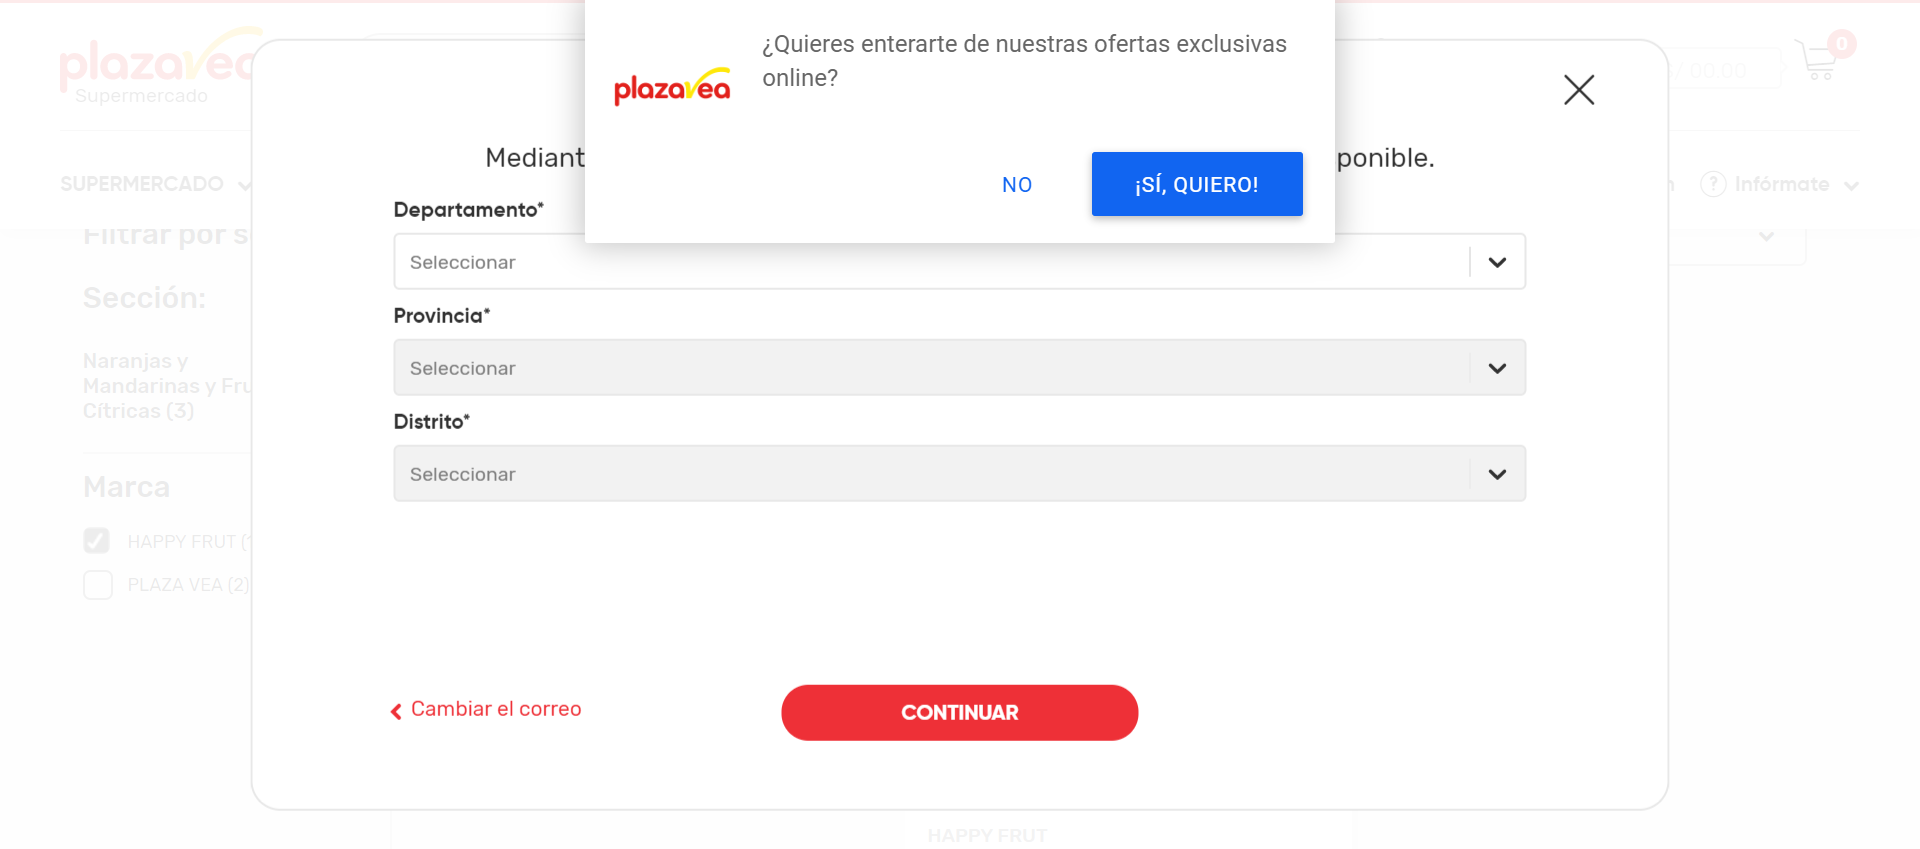 ¿Quieres enterarte de nuestras ofertas exclusivas
online?
plazavea
NO
¡SÍ, QUIERO!
plazavea
Supermercado
/ 00.00
0
SUPERMERCADO
? Infórmate
Mediant
ponible.
Departamento*
Seleccionar
Provincia*
Seleccionar
Distrito*
Seleccionar
Cambiar el correo
CONTINUAR
Filtrar por s
Sección:
Naranjas y
Mandarinas y Fru
Cítricas (3)
Marca
HAPPY FRUT (1
PLAZA VEA (2)
HAPPY FRUT